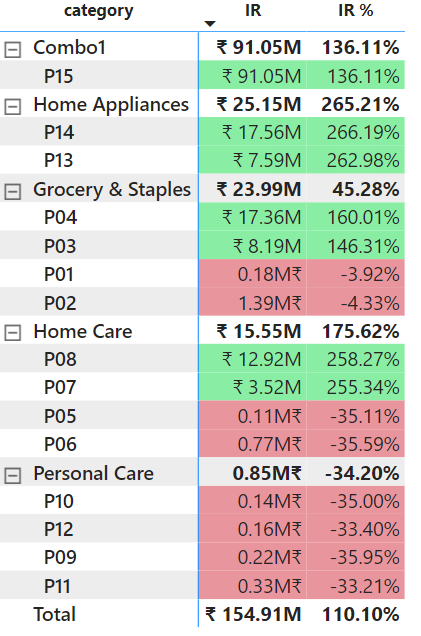 category IR IR %
Combo1 ₹ 91.05M 136.11%
P15 ₹ 91.05M 136.11%
Home Appliances ₹ 25.15M 265.21%
P14 ₹ 17.56M 266.19%
P13 ₹ 7.59M 262.98%
Grocery & Staples ₹ 23.99M 45.28%
P04 ₹ 17.36M 160.01%
P03 ₹ 8.19M 146.31%
P01 0.18M₹ -3.92%
P02 1.39M₹ -4.33%
Home Care ₹ 15.55M 175.62%
P08 ₹ 12.92M 258.27%
P07 ₹ 3.52M 255.34%
P05 0.11M₹ -35.11%
P06 0.77M₹ -35.59%
Personal Care 0.85M₹ -34.20%
P10 0.14M₹ -35.00%
P12 0.16M₹ -33.40%
P09 0.22M₹ -35.95%
P11 0.33M₹ -33.21%
Total ₹ 154.91M 110.10%